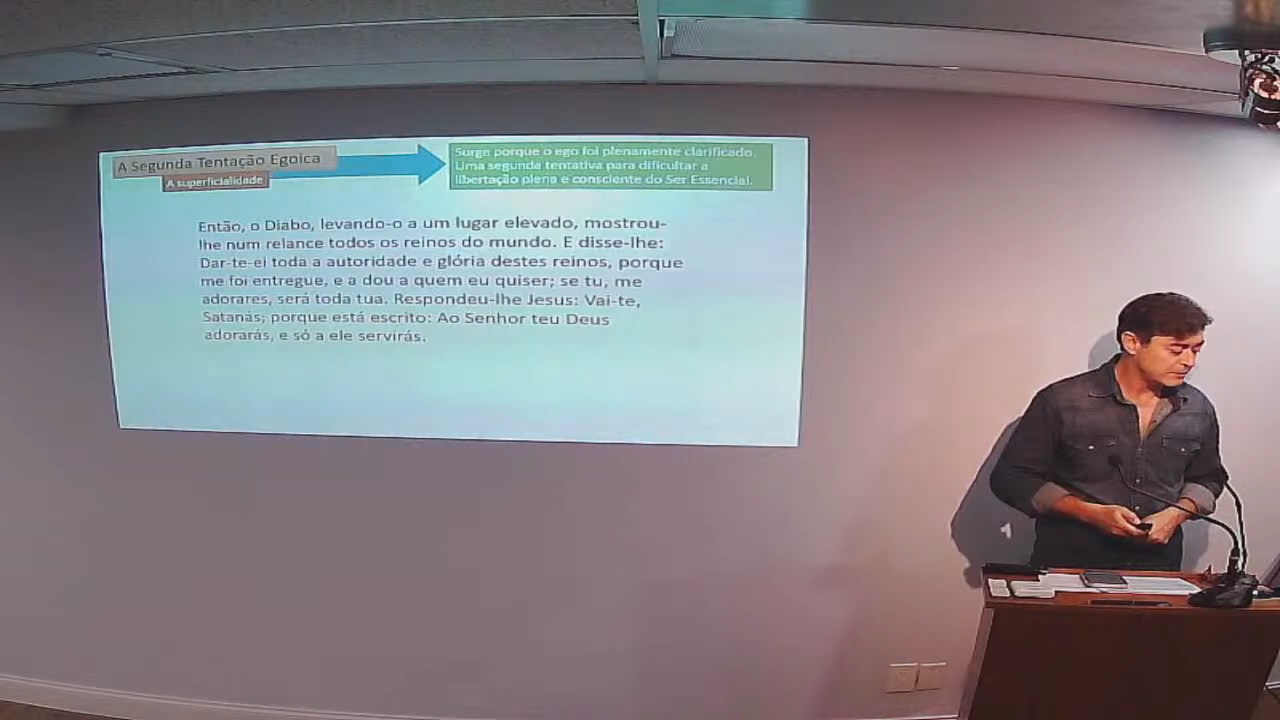 A Segunda Tentação Egoica
A superficialidade
Surge porque o ego foi plenamente clarificado.
Uma segunda tentativa para dificultar a
libertação plena e consciente do Ser Essencial.
Então, o Diabo, levando-o a um lugar elevado, mostrou-
lhe num relance todos os reinos do mundo. E disse-lhe:
Dar-te-ei toda a autoridade e glória destes reinos, porque
me foi entregue, e a dou a quem eu quiser; se tu, me
adorares, será toda tua. Respondeu-lhe Jesus: Vai-te,
Satanás; porque está escrito: Ao Senhor teu Deus
adorarás, e só a ele servirás.